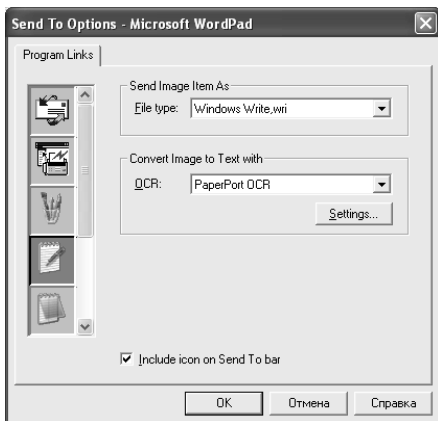 Send To Options - Microsoft WordPad
Program Links
Send Image Item As
File type: Windows Write,wri
Convert Image to Text with
OCR: PaperPort OCR
Settings...
Include icon on Send To bar
OK Отмена Справка